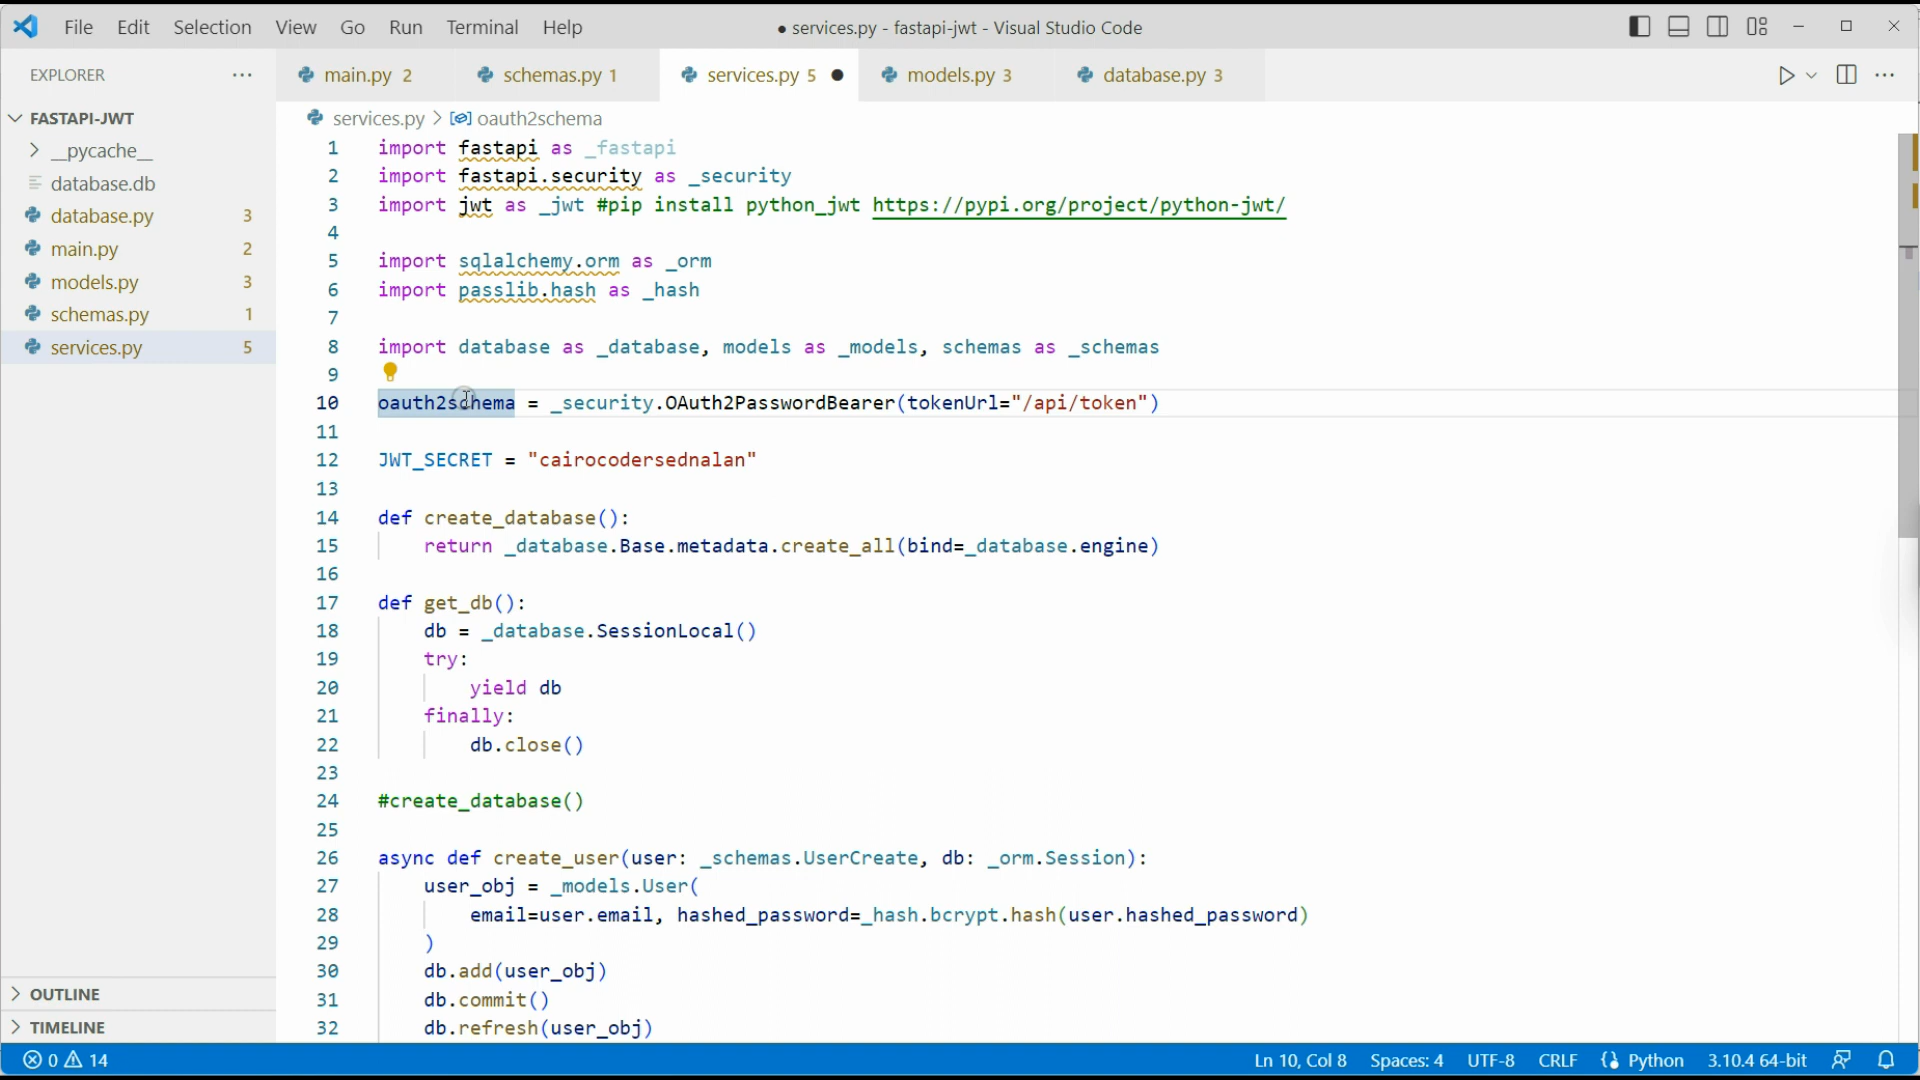 File Edit Selection View Go Run Terminal Help
● services.py - fastapi-jwt - Visual Studio Code
EXPLORER
main.py 2
schemas.py 1
services.py 5
models.py 3
database.py 3
FASTAPI-JWT
__pycache__
database.db
database.py 3
main.py 2
models.py 3
schemas.py 1
services.py 5
OUTLINE
TIMELINE
services.py > oauth2schema
1 import fastapi as _fastapi
2 import fastapi.security as _security
3 import jwt as _jwt #pip install python_jwt https://pypi.org/project/python-jwt/
4
5 import sqlalchemy.orm as _orm
6 import passlib.hash as _hash
7
8 import database as _database, models as _models, schemas as _schemas
9
10 oauth2schema = _security.OAuth2PasswordBearer(tokenUrl="/api/token")
11
12 JWT_SECRET = "cairocodersednalan"
13
14 def create_database():
15 return _database.Base.metadata.create_all(bind=_database.engine)
16
17 def get_db():
18 db = _database.SessionLocal()
19 try:
20 yield db
21 finally:
22 db.close()
23
24 #create_database()
25
26 async def create_user(user: _schemas.UserCreate, db: _orm.Session):
27 user_obj = _models.User(
28 email=user.email, hashed_password=_hash.bcrypt.hash(user.hashed_password)
29 )
30 db.add(user_obj)
31 db.commit()
32 db.refresh(user_obj)
0 14
Ln 10, Col 8 Spaces: 4 UTF-8 CRLF Python 3.10.4 64-bit